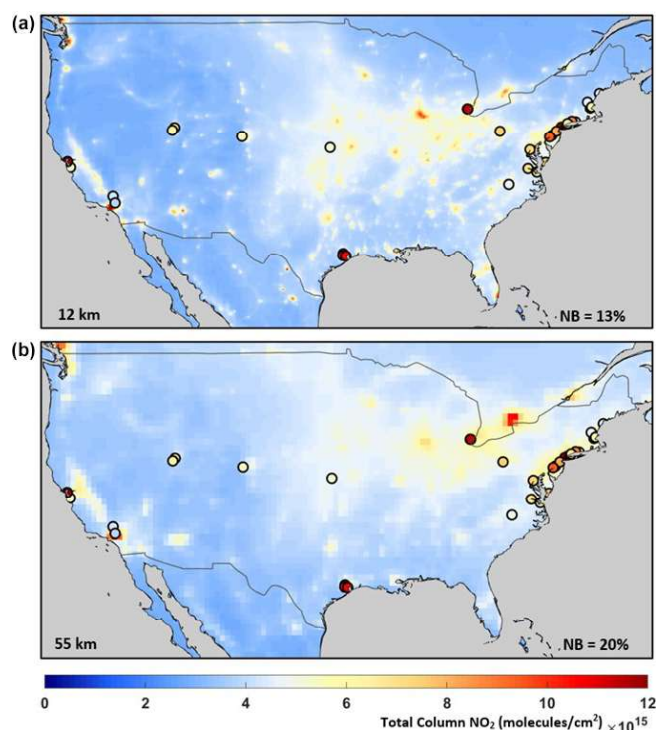 (a)
12 km
NB = 13%
(b)
55 km
NB = 20%
0 2 4 6 8 10 12
Total Column NO₂ (molecules/cm²) ×10¹⁵